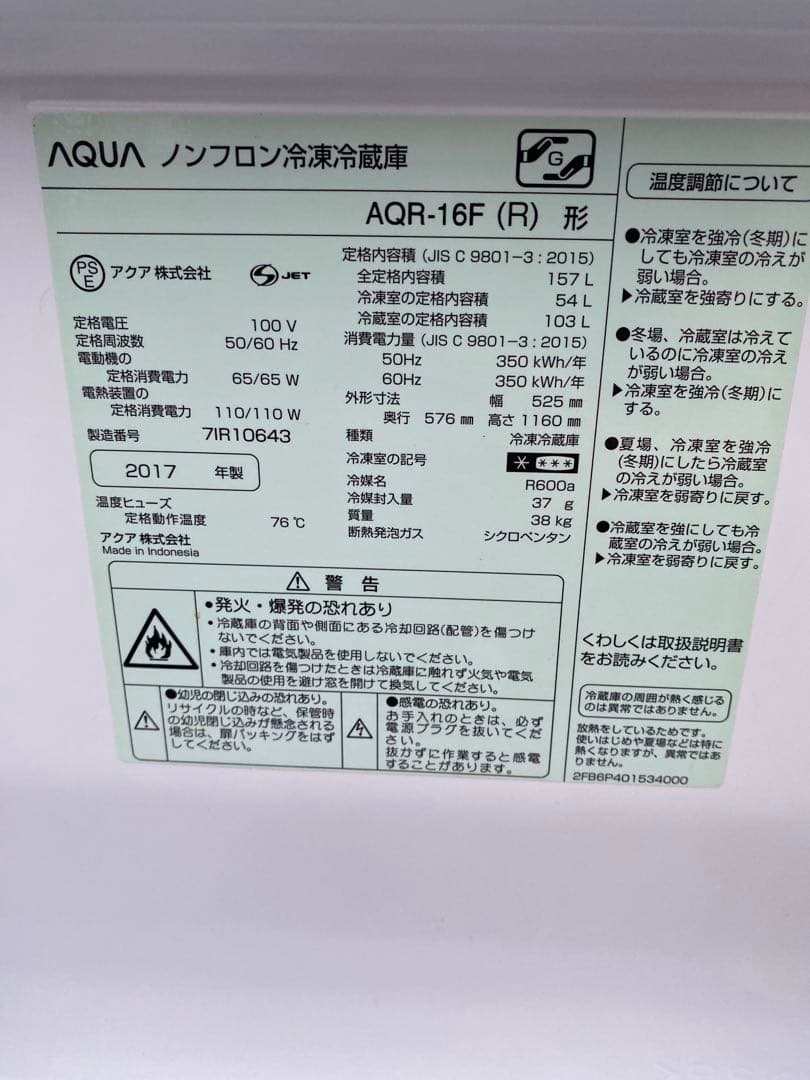 AQUA ノンフロン冷凍冷蔵庫
G
AQR-16F (R) 形
PS
E
アクア 株式会社
S JET
定格電圧 100 V
定格周波数 50/60 Hz
電動機の
定格消費電力 65/65 W
電熱装置の
定格消費電力 110/110 W
製造番号 7IR10643
2017 年製
温度ヒューズ
定格動作温度 76℃
アクア 株式会社
Made in Indonesia
定格内容積 (JIS C 9801-3 : 2015)
全定格内容積 157 L
冷凍室の定格内容積 54 L
冷蔵室の定格内容積 103 L
消費電力量 (JIS C 9801-3 : 2015)
50Hz 350 kWh/年
60Hz 350 kWh/年
外形寸法 幅 525 ㎜
奥行 576 ㎜ 高さ 1160 ㎜
種類 冷凍冷蔵庫
冷凍室の記号 * ***
冷媒名 R600a
冷媒封入量 37 g
質量 38 kg
断熱発泡ガス シクロペンタン
⚠ 警告
●発火・爆発の恐れあり
・冷蔵庫の背面や側面にある冷却回路(配管)を傷つけ
ないでください。
・庫内では電気製品を使用しないでください。
・冷却回路を傷つけたときは冷蔵庫に触れず火気や電気
製品の使用を避け窓を開けて換気してください。
●幼児の閉じ込みの恐れあり。
リサイクルの時など、保管時
の幼児閉じ込みが懸念される
場合は、扉パッキングをはず
してください。
●感電の恐れあり。
お手入れのときは、必ず
電源プラグを抜いてくだ
さい。
抜かずに作業すると感電
することがあります。
温度調節について
●冷凍室を強冷(冬期)に
しても冷凍室の冷えが
弱い場合。
▶冷蔵室を強寄りにする。
●冬場、冷蔵室は冷えて
いるのに冷凍室の冷え
が弱い場合。
▶冷凍室を強冷(冬期)に
する。
●夏場、冷凍室を強冷
(冬期)にしたら冷蔵室
の冷えが弱い場合。
▶冷凍室を弱寄りに戻す。
●冷蔵室を強にしても冷
蔵室の冷えが弱い場合。
▶冷凍室を弱寄りに戻す。
くわしくは取扱説明書
をお読みください。
冷蔵庫の周囲が熱く感じる
のは異常ではありません。
放熱をしているためです。
使いはじめや夏場などは特に
熱くなりますが、異常ではあ
りません。
2FB6P401534000